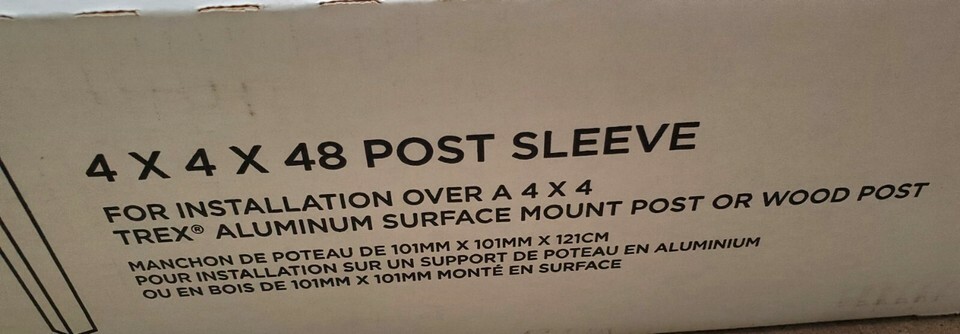 4 X 4 X 48 POST SLEEVE
FOR INSTALLATION OVER A 4 X 4
TREX® ALUMINUM SURFACE MOUNT POST OR WOOD POST
MANCHON DE POTEAU DE 101MM X 101MM X 121CM
POUR INSTALLATION SUR UN SUPPORT DE POTEAU EN ALUMINIUM
OU EN BOIS DE 101MM X 101MM MONTÉ EN SURFACE